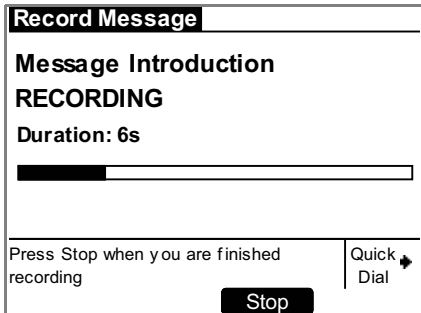 Record Message
Message Introduction
RECORDING
Duration: 6s
Press Stop when you are finished
recording
Quick
Dial
Stop